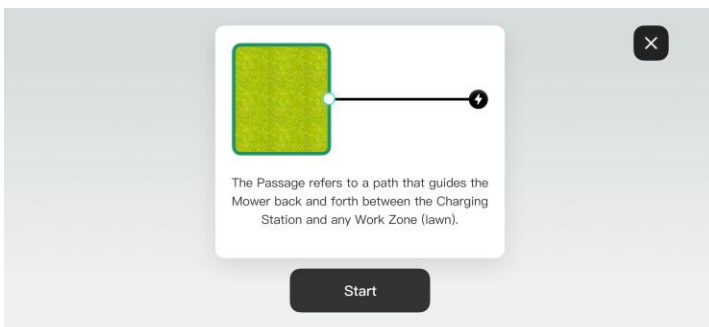 The Passage refers to a path that guides the
Mower back and forth between the Charging
Station and any Work Zone (lawn).
Start